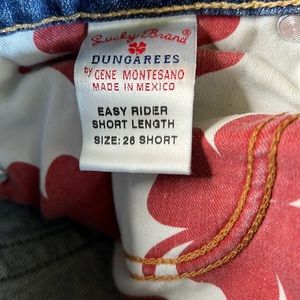 Lucky Brand
DUNGAREES
by GENE MONTESANO
MADE IN MEXICO
EASY RIDER
SHORT LENGTH
SIZE: 26 SHORT